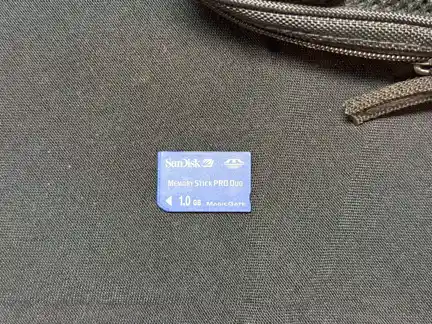 SanDisk
Memory Stick PRO Duo
1.0 GB MagicGate